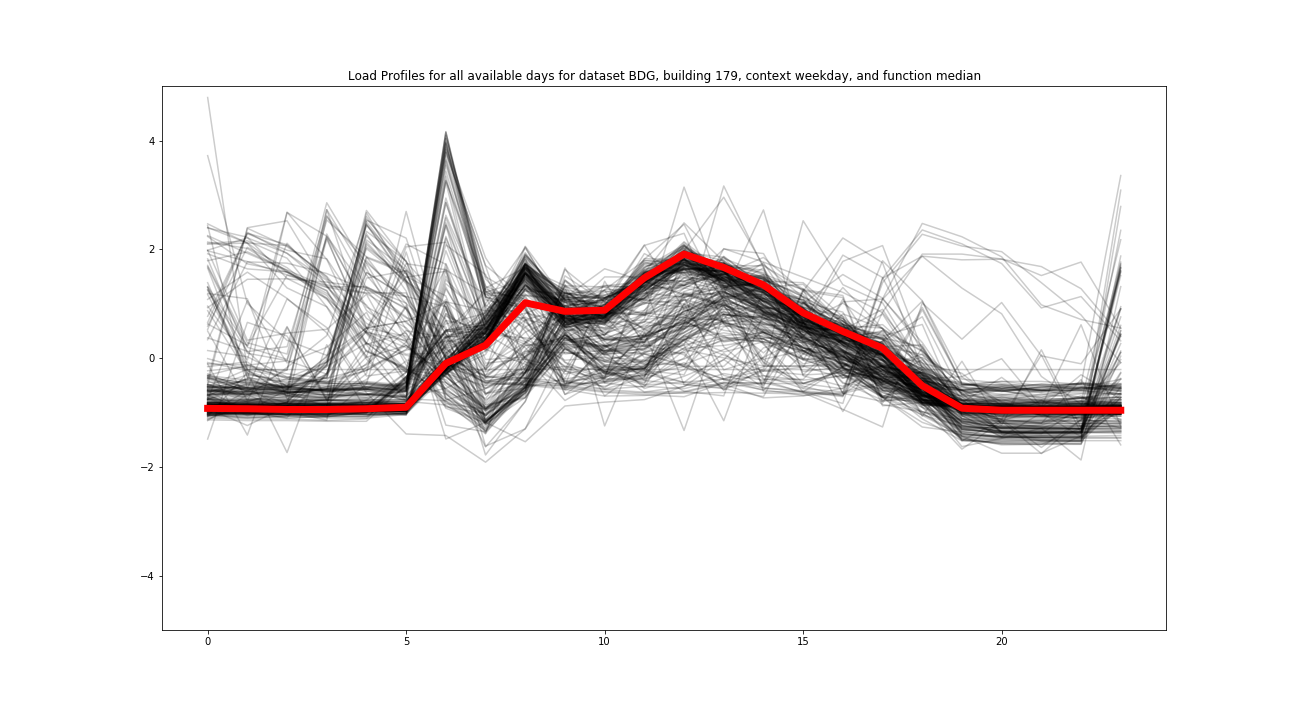 Load Profiles for all available days for dataset BDG, building 179, context weekday, and function median
4
2
0
−2
−4
0 5 10 15 20